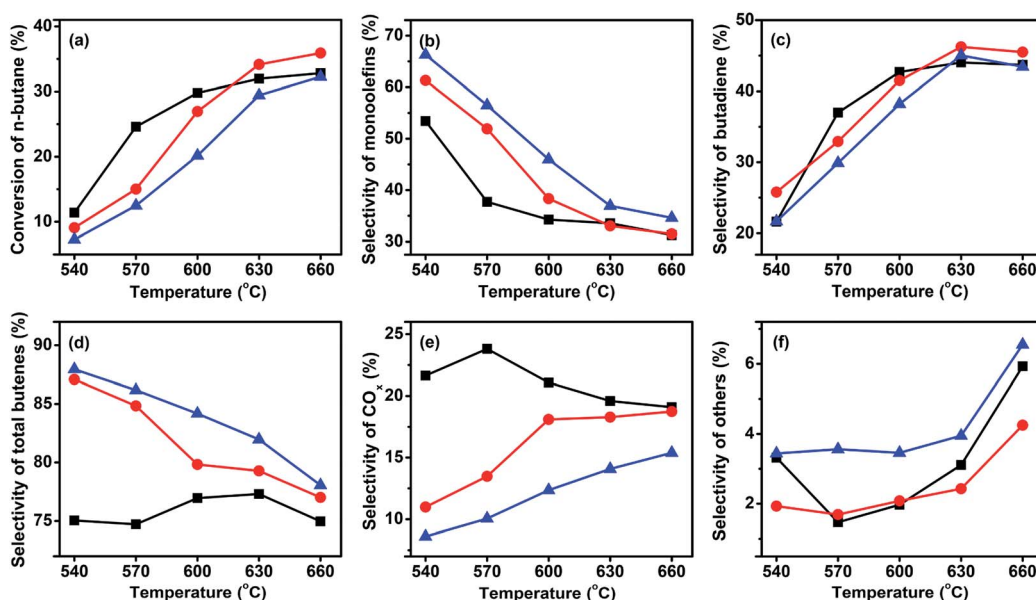 (a)
Conversion of n-butane (%)
40
30
20
10
540 570 600 630 660
Temperature (°C)
(b)
Selectivity of monoolefins (%)
70
60
50
40
30
540 570 600 630 660
Temperature (°C)
(c)
Selectivity of butadiene (%)
50
40
30
20
540 570 600 630 660
Temperature (°C)
(d)
Selectivity of total butenes (%)
90
85
80
75
540 570 600 630 660
Temperature (°C)
(e)
Selectivity of COx (%)
25
20
15
10
540 570 600 630 660
Temperature (°C)
(f)
Selectivity of others (%)
6
4
2
540 570 600 630 660
Temperature (°C)